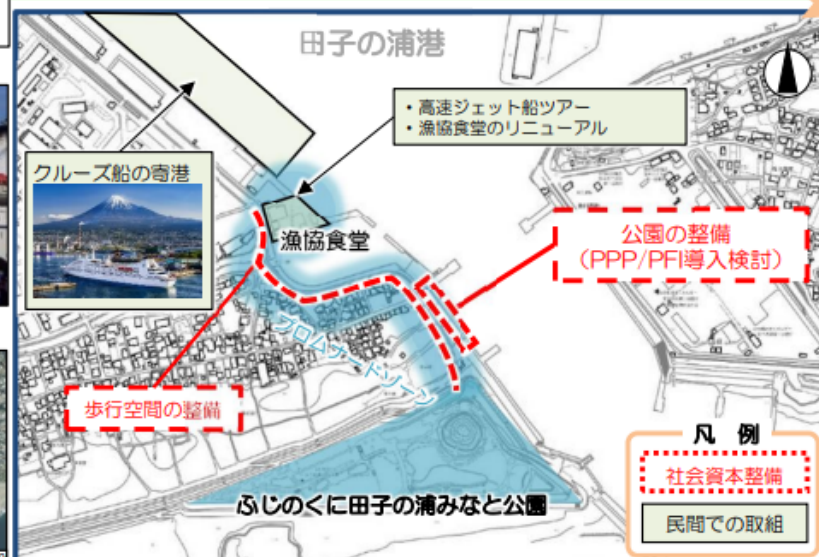 田子の浦港
・高速ジェット船ツアー
・漁協食堂のリニューアル
クルーズ船の寄港
漁協食堂
公園の整備
（PPP/PFI導入検討）
プロムナードゾーン
歩行空間の整備
ふじのくに田子の浦みなと公園
凡　例
社会資本整備
民間での取組